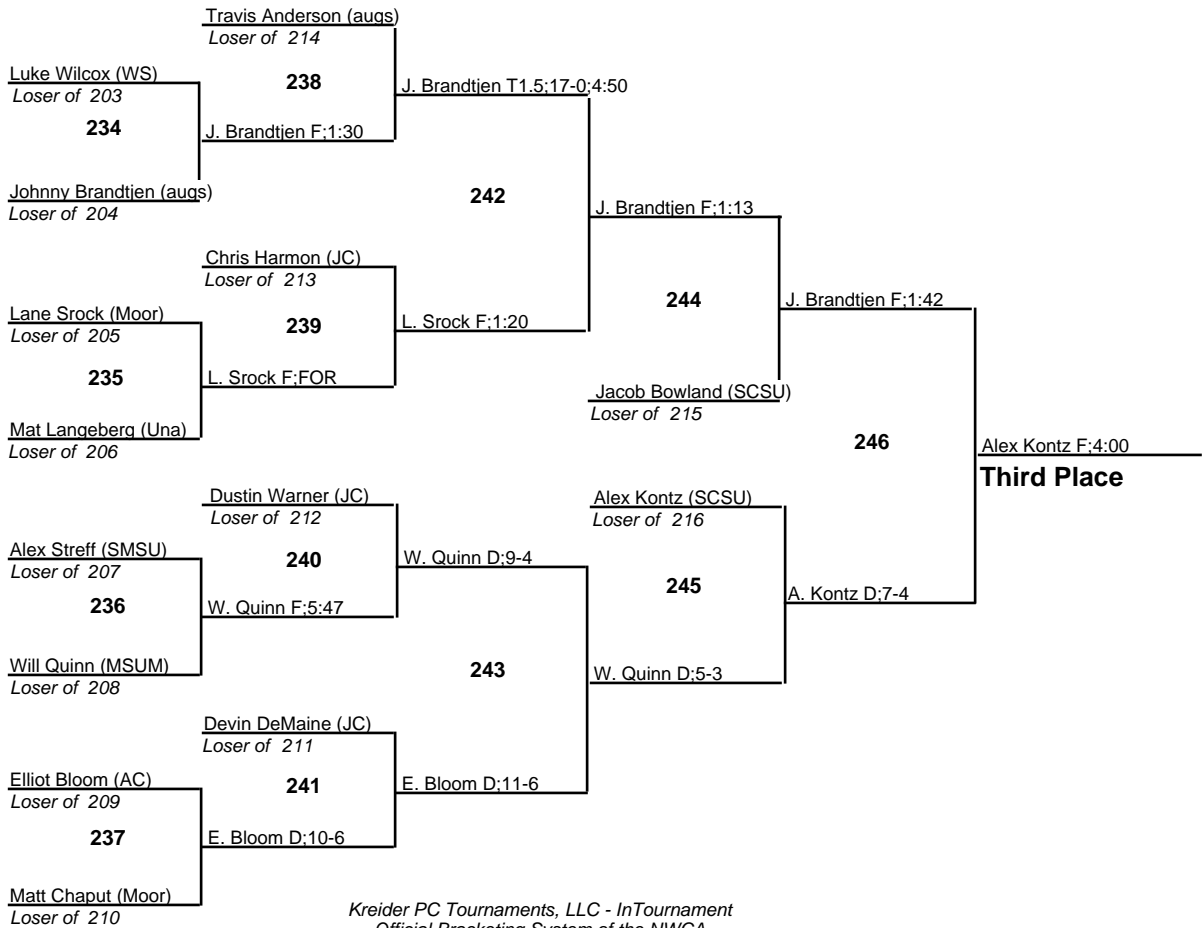 Travis Anderson (augs)
Loser of 214
Luke Wilcox (WS)
Loser of 203
238
J. Brandtjen T1.5;17-0;4:50
234
J. Brandtjen F;1:30
Johnny Brandtjen (augs)
Loser of 204
242
J. Brandtjen F;1:13
Chris Harmon (JC)
Loser of 213
Lane Srock (Moor)
Loser of 205
239
L. Srock F;1:20
244
J. Brandtjen F;1:42
235
L. Srock F;FOR
Jacob Bowland (SCSU)
Loser of 215
Mat Langeberg (Una)
Loser of 206
246
Alex Kontz F;4:00
Third Place
Dustin Warner (JC)
Loser of 212
Alex Kontz (SCSU)
Loser of 216
Alex Streff (SMSU)
Loser of 207
240
W. Quinn D;9-4
245
A. Kontz D;7-4
236
W. Quinn F;5:47
Will Quinn (MSUM)
Loser of 208
243
W. Quinn D;5-3
Devin DeMaine (JC)
Loser of 211
Elliot Bloom (AC)
Loser of 209
241
E. Bloom D;11-6
237
E. Bloom D;10-6
Matt Chaput (Moor)
Loser of 210
Kreider PC Tournaments, LLC - InTournament
Official Bracketing System of the NWCA